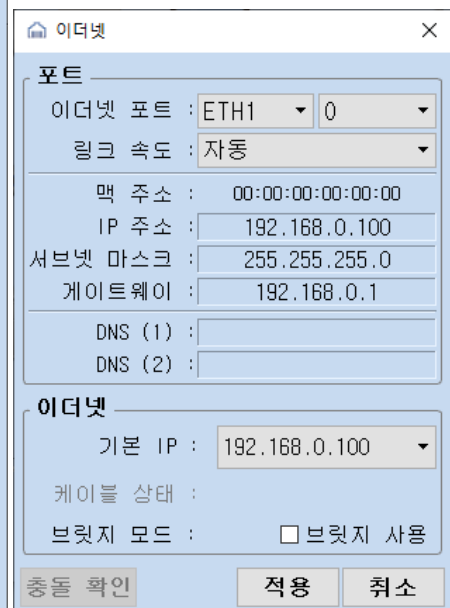 이더넷
포트
이더넷 포트 : ETH1 0
링크 속도 : 자동
맥 주소 : 00:00:00:00:00:00
IP 주소 : 192.168.0.100
서브넷 마스크 : 255.255.255.0
게이트웨이 : 192.168.0.1
DNS (1) :
DNS (2) :
이더넷
기본 IP : 192.168.0.100
케이블 상태 :
브릿지 모드 : 브릿지 사용
충돌 확인 적용 취소